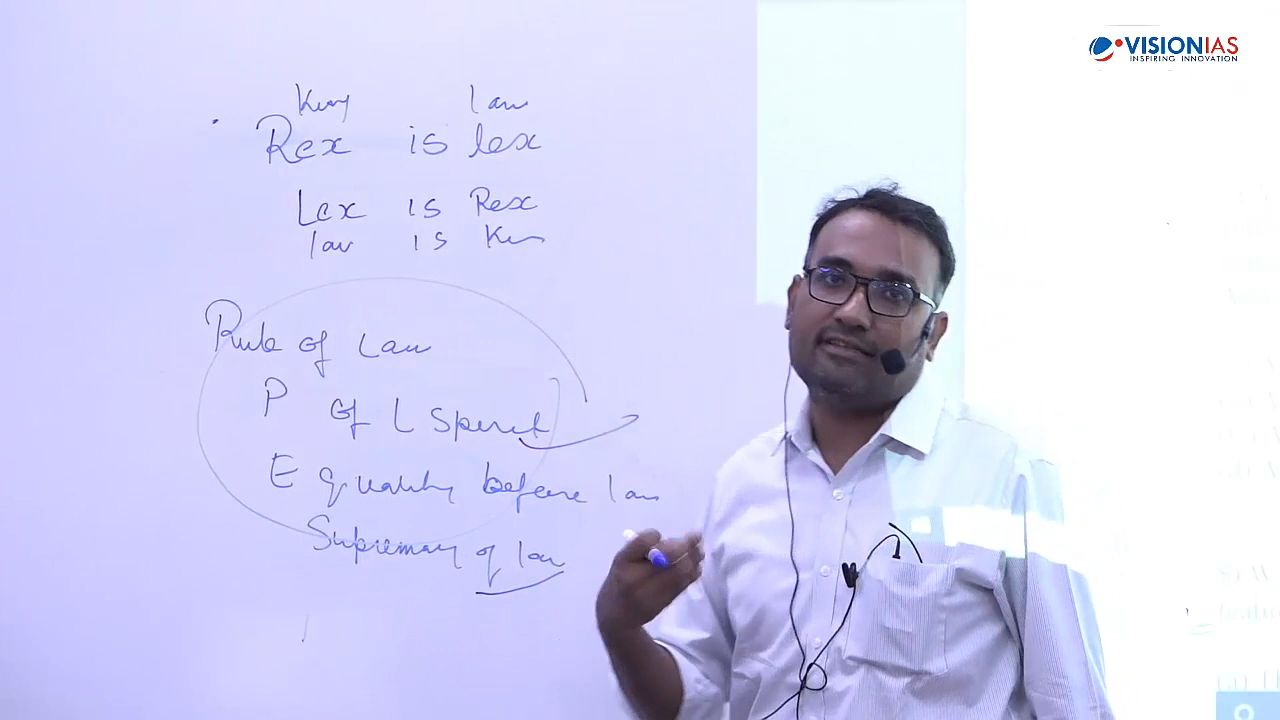 VISIONIAS
INSPIRING INNOVATION
King law
Rex is lex
Lex is Rex
law is Kin
Rule of Law
P of L Spirit
Equality before law
Supremacy of law